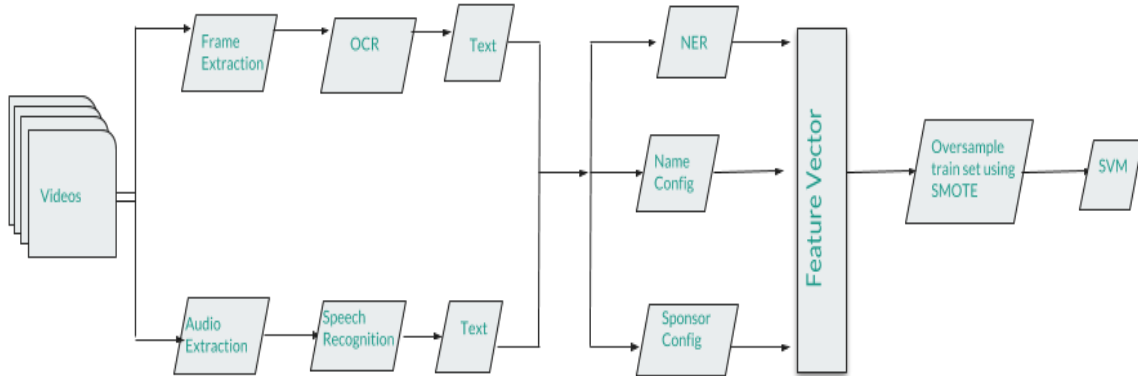 Videos
Frame
Extraction
OCR
Text
Audio
Extraction
Speech
Recognition
Text
NER
Name
Config
Sponsor
Config
Feature Vector
Oversample
train set using
SMOTE
SVM